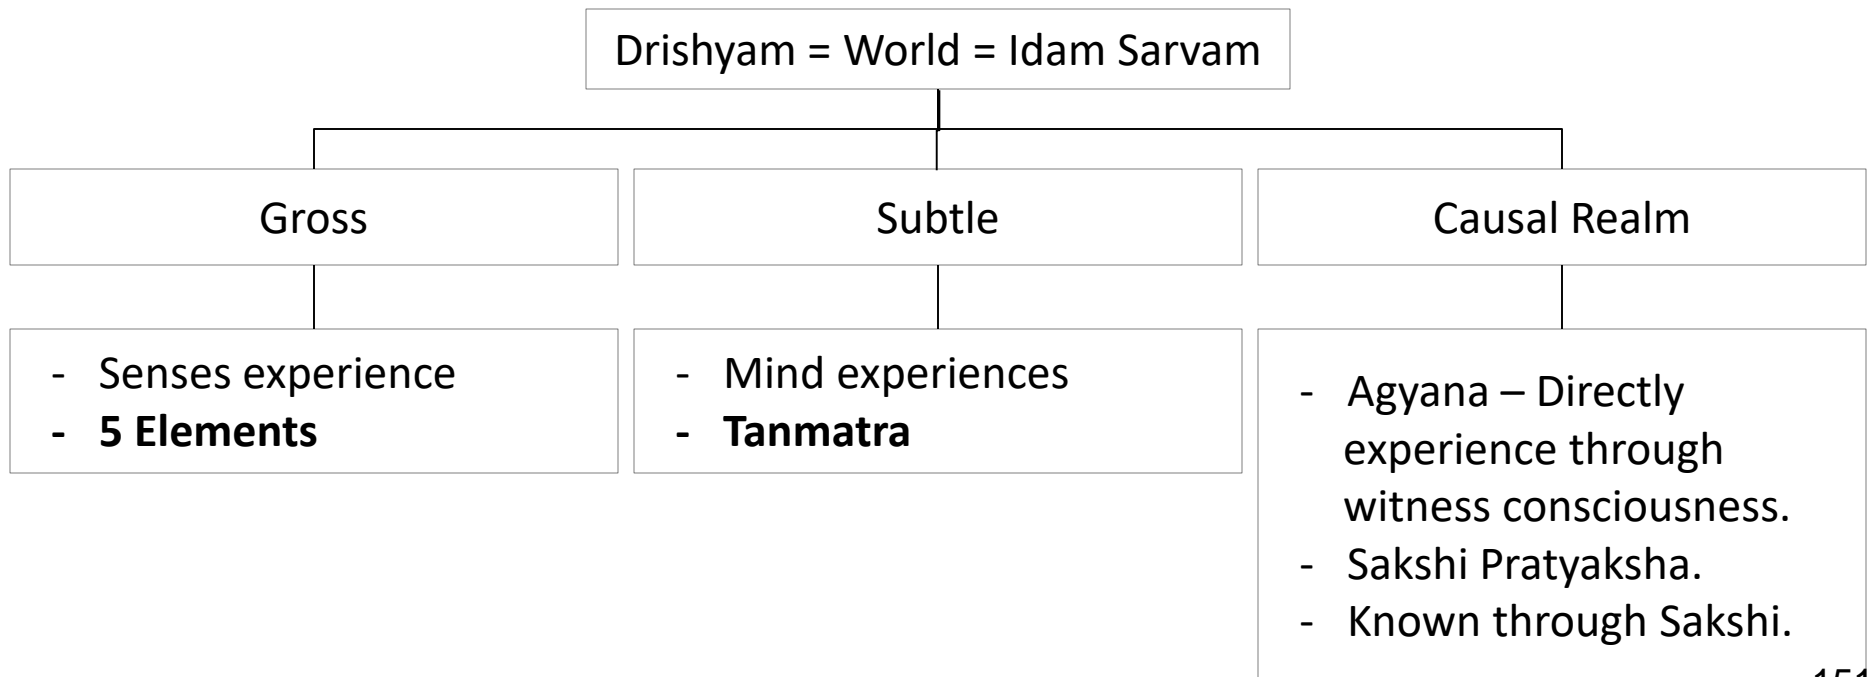 Drishyam = World = Idam Sarvam
Gross
Subtle
Causal Realm
- Senses experience
- 5 Elements
- Mind experiences
- Tanmatra
- Agyana – Directly
experience through
witness consciousness.
- Sakshi Pratyaksha.
- Known through Sakshi.